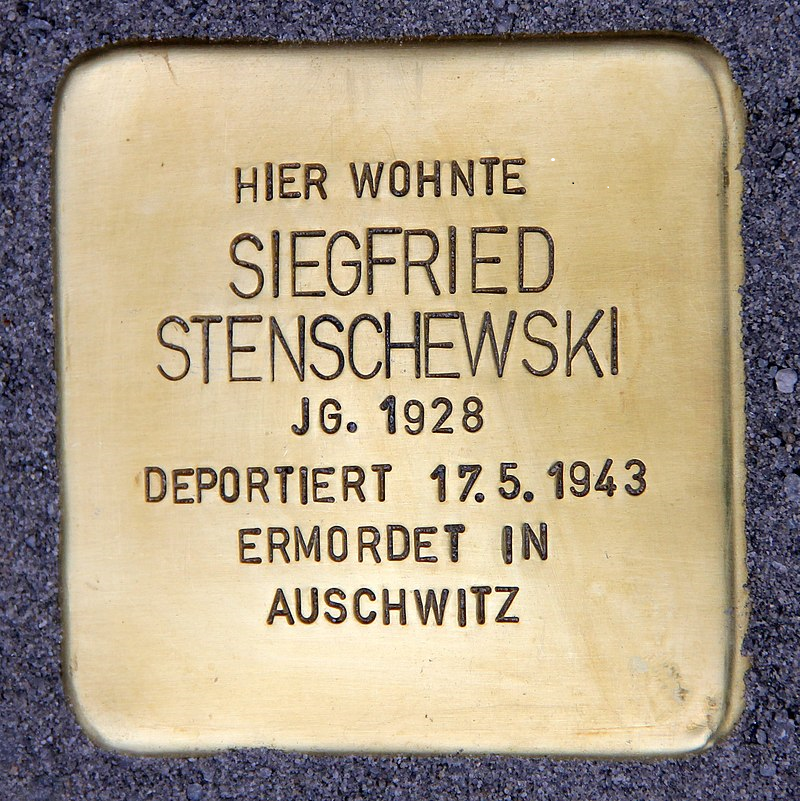 HIER WOHNTE
SIEGFRIED
STENSCHEWSKI
JG. 1928
DEPORTIERT 17.5.1943
ERMORDET IN
AUSCHWITZ